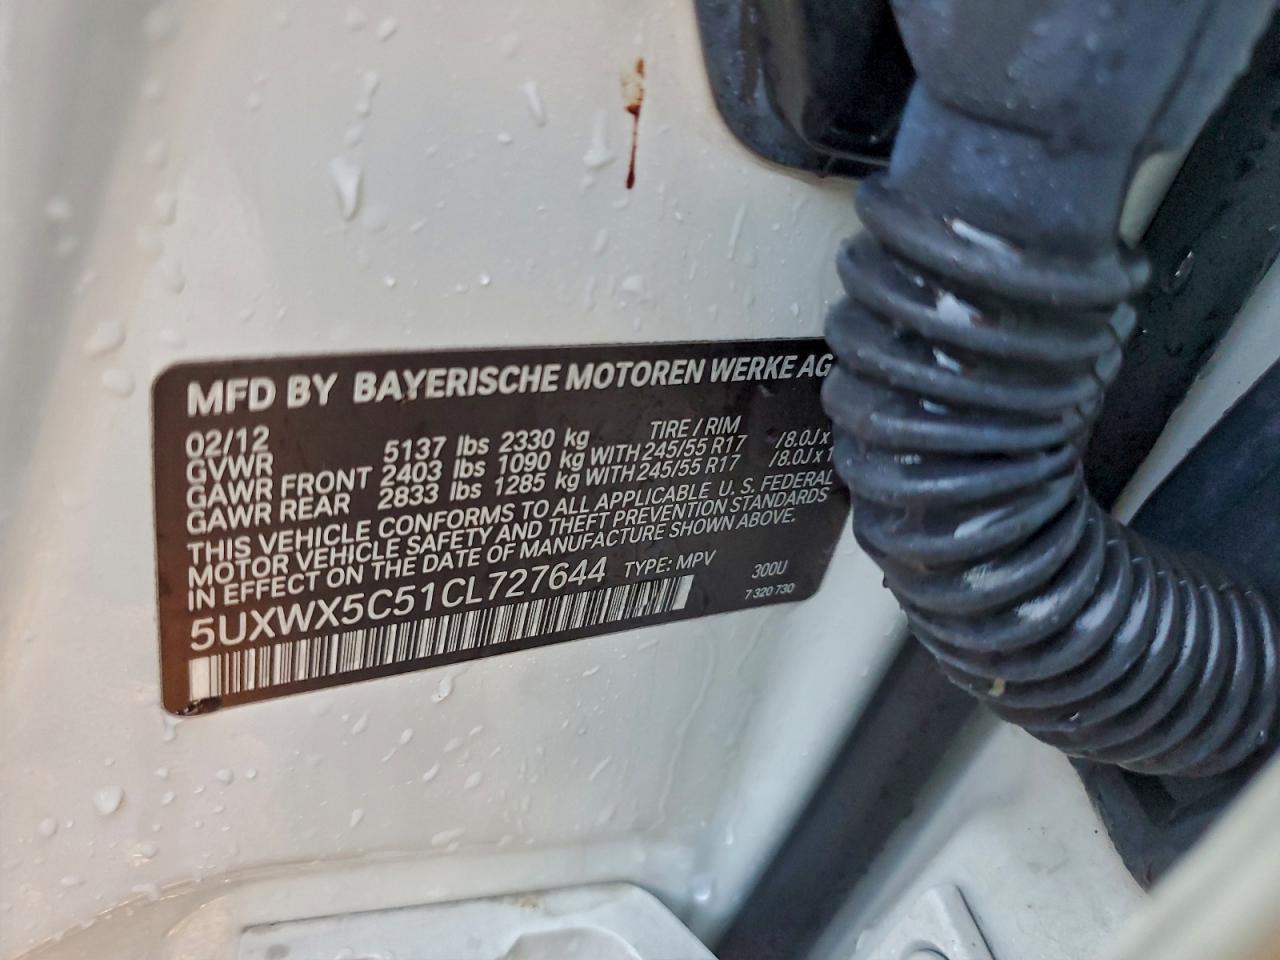 MFD BY BAYERISCHE MOTOREN WERKE AG
02/12 TIRE / RIM
GVWR 5137 lbs 2330 kg
GAWR FRONT 2403 lbs 1090 kg WITH 245/55 R17 /8.0J x
GAWR REAR 2833 lbs 1285 kg WITH 245/55 R17 /8.0J x 1
THIS VEHICLE CONFORMS TO ALL APPLICABLE U. S. FEDERAL
MOTOR VEHICLE SAFETY AND THEFT PREVENTION STANDARDS
IN EFFECT ON THE DATE OF MANUFACTURE SHOWN ABOVE.
5UXWX5C51CL727644 TYPE: MPV 300U
7 320 730